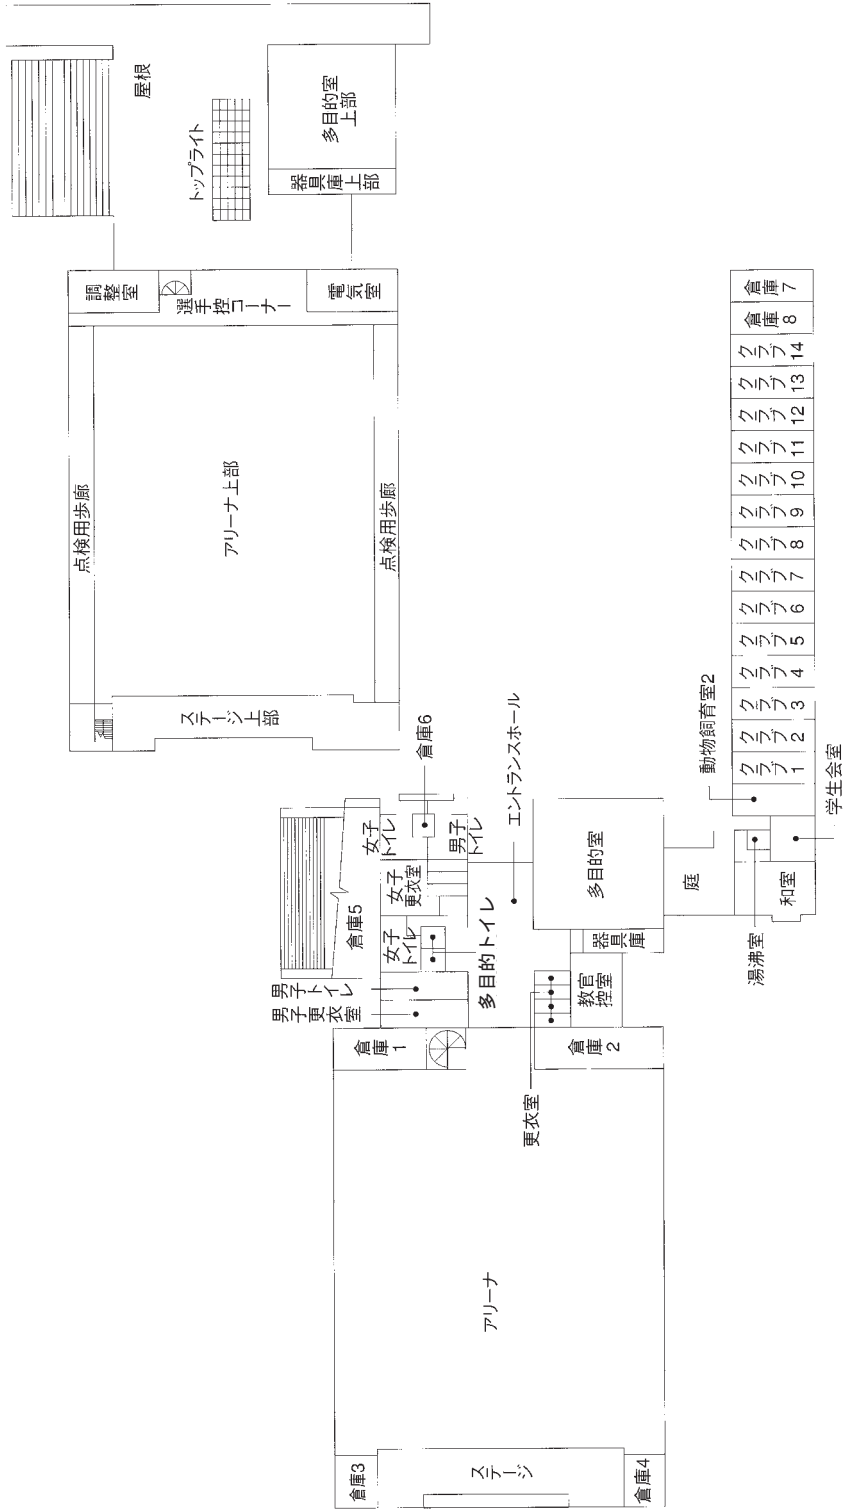 屋根
トップライト
多目的室
上部
器具庫上部
調整室
選手控コーナー
電気室
点検用歩廊
アリーナ上部
点検用歩廊
ステージ上部
倉庫5
女子
トイレ
倉庫6
男子
トイレ
女子
更衣室
女子
トイレ
多目的トイレ
エントランスホール
男子トイレ
男子更衣室
倉庫
1
倉庫
2
更衣室
教官
控室
器具庫
多目的室
アリーナ
倉庫3
ステージ
倉庫4
庭
動物飼育室2
和室
湯沸室
学生会室
クラブ
1
クラブ
2
クラブ
3
クラブ
4
クラブ
5
クラブ
6
クラブ
7
クラブ
8
クラブ
9
クラブ
10
クラブ
11
クラブ
12
クラブ
13
クラブ
14
倉庫
8
倉庫
7